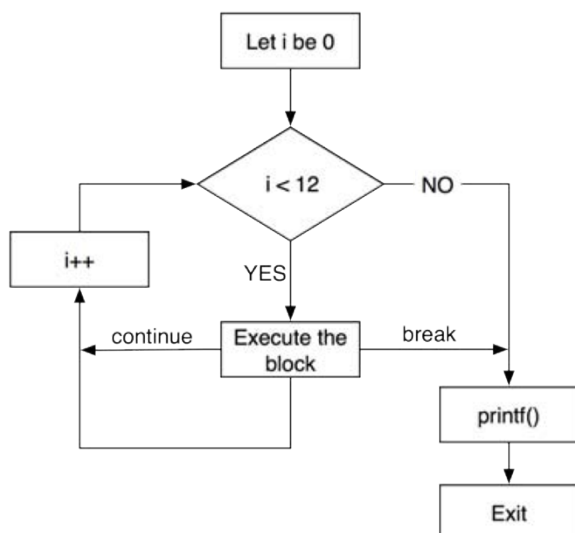 Let i be 0
i < 12
NO
i++
YES
continue
Execute the
block
break
printf()
Exit